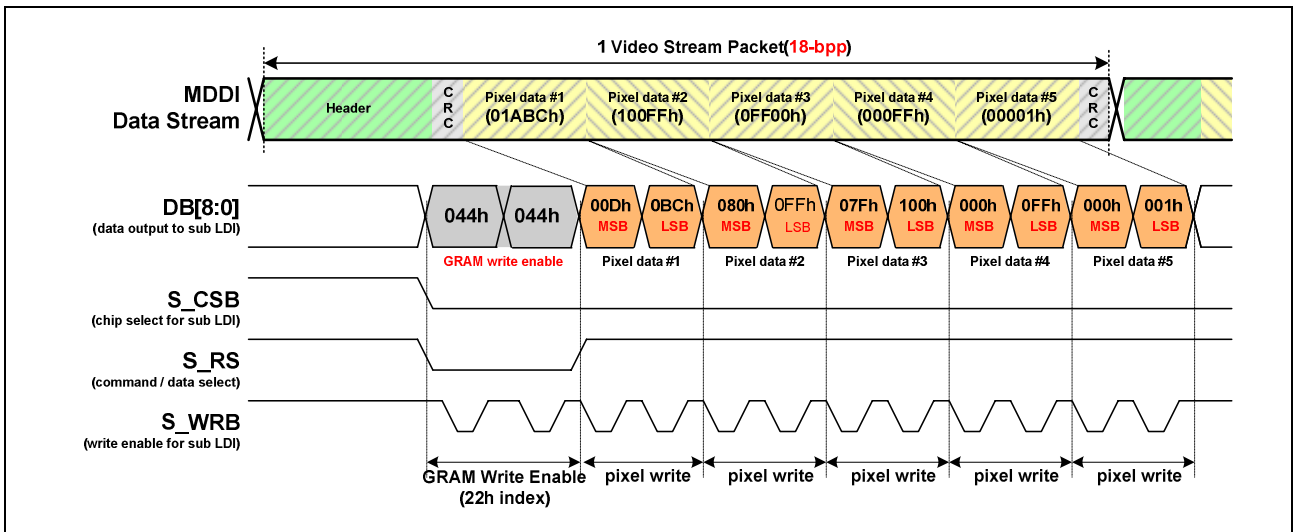 1 Video Stream Packet(18-bpp)
MDDI
Data Stream
Header
C
R
C
Pixel data #1
(01ABCh)
Pixel data #2
(100FFh)
Pixel data #3
(0FF00h)
Pixel data #4
(000FFh)
Pixel data #5
(00001h)
C
R
C
DB[8:0]
(data output to sub LDI)
044h 044h
00Dh 0BCh 080h 0FFh 07Fh 100h 000h 0FFh 000h 001h
MSB LSB MSB LSB MSB LSB MSB LSB MSB LSB
GRAM write enable Pixel data #1 Pixel data #2 Pixel data #3 Pixel data #4 Pixel data #5
S_CSB
(chip select for sub LDI)
S_RS
(command / data select)
S_WRB
(write enable for sub LDI)
GRAM Write Enable
(22h index)
pixel write pixel write pixel write pixel write pixel write